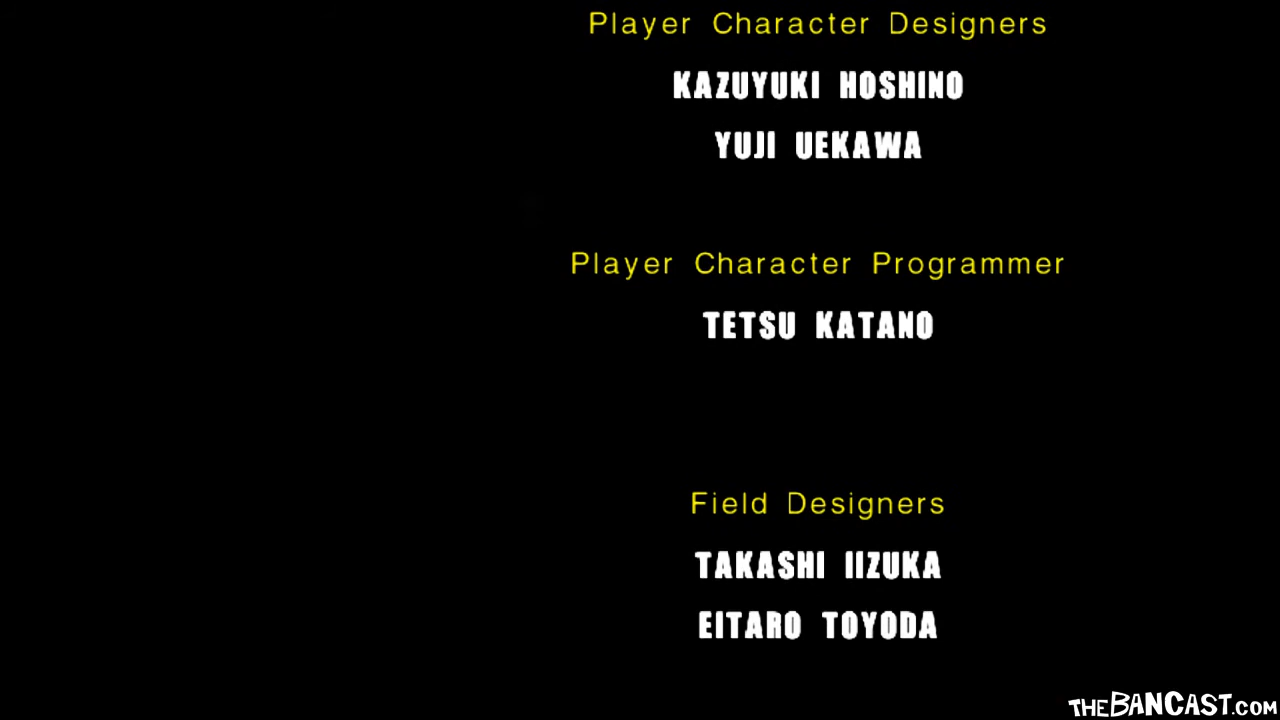 Player Character Designers
KAZUYUKI HOSHINO
YUJI UEKAWA
Player Character Programmer
TETSU KATANO
Field Designers
TAKASHI IIZUKA
EITARO TOYODA
THEBANCAST.COM